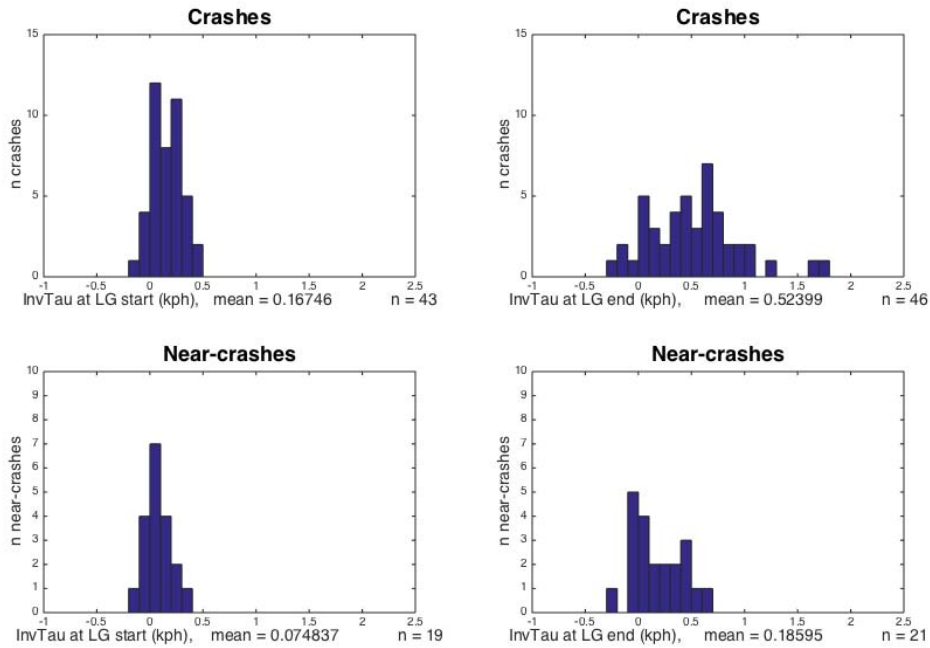 Crashes
15
10
5
0
n crashes
-1 -0.5 0 0.5 1 1.5 2 2.5
InvTau at LG start (kph), mean = 0.16746 n = 43
Crashes
15
10
5
0
n crashes
-1 -0.5 0 0.5 1 1.5 2 2.5
InvTau at LG end (kph), mean = 0.52399 n = 46
Near-crashes
10
9
8
7
6
5
4
3
2
1
0
n near-crashes
-1 -0.5 0 0.5 1 1.5 2 2.5
InvTau at LG start (kph), mean = 0.074837 n = 19
Near-crashes
10
9
8
7
6
5
4
3
2
1
0
n near-crashes
-1 -0.5 0 0.5 1 1.5 2 2.5
InvTau at LG end (kph), mean = 0.18595 n = 21